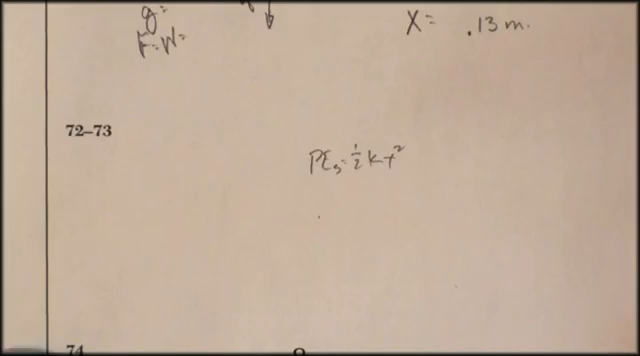 g=
X= .13 m.
F=W=
72–73
PEs=½kx²
74